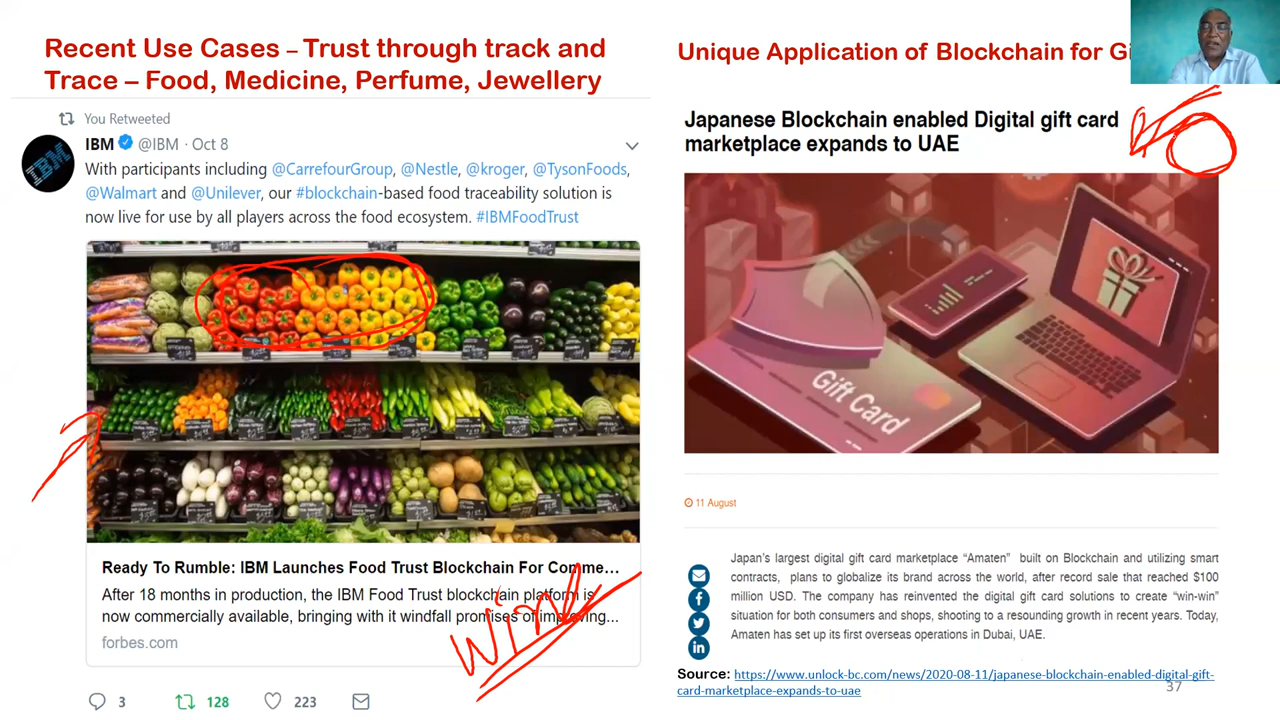 Recent Use Cases – Trust through track and
Trace – Food, Medicine, Perfume, Jewellery
You Retweeted
IBM
IBM @IBM · Oct 8
With participants including @CarrefourGroup, @Nestle, @kroger, @TysonFoods,
@Walmart and @Unilever, our #blockchain-based food traceability solution is
now live for use by all players across the food ecosystem. #IBMFoodTrust
Ready To Rumble: IBM Launches Food Trust Blockchain For Comme...
After 18 months in production, the IBM Food Trust blockchain platform is
now commercially available, bringing with it windfall promises of improving...
wine
forbes.com
3 128 223
Unique Application of Blockchain for Gi
Japanese Blockchain enabled Digital gift card
marketplace expands to UAE
Gift Card
11 August
Japan's largest digital gift card marketplace "Amaten" built on Blockchain and utilizing smart
contracts, plans to globalize its brand across the world, after record sale that reached $100
million USD. The company has reinvented the digital gift card solutions to create "win-win"
situation for both consumers and shops, shooting to a resounding growth in recent years. Today,
Amaten has set up its first overseas operations in Dubai, UAE.
Source: https://www.unlock-bc.com/news/2020-08-11/japanese-blockchain-enabled-digital-gift-
card-marketplace-expands-to-uae
37